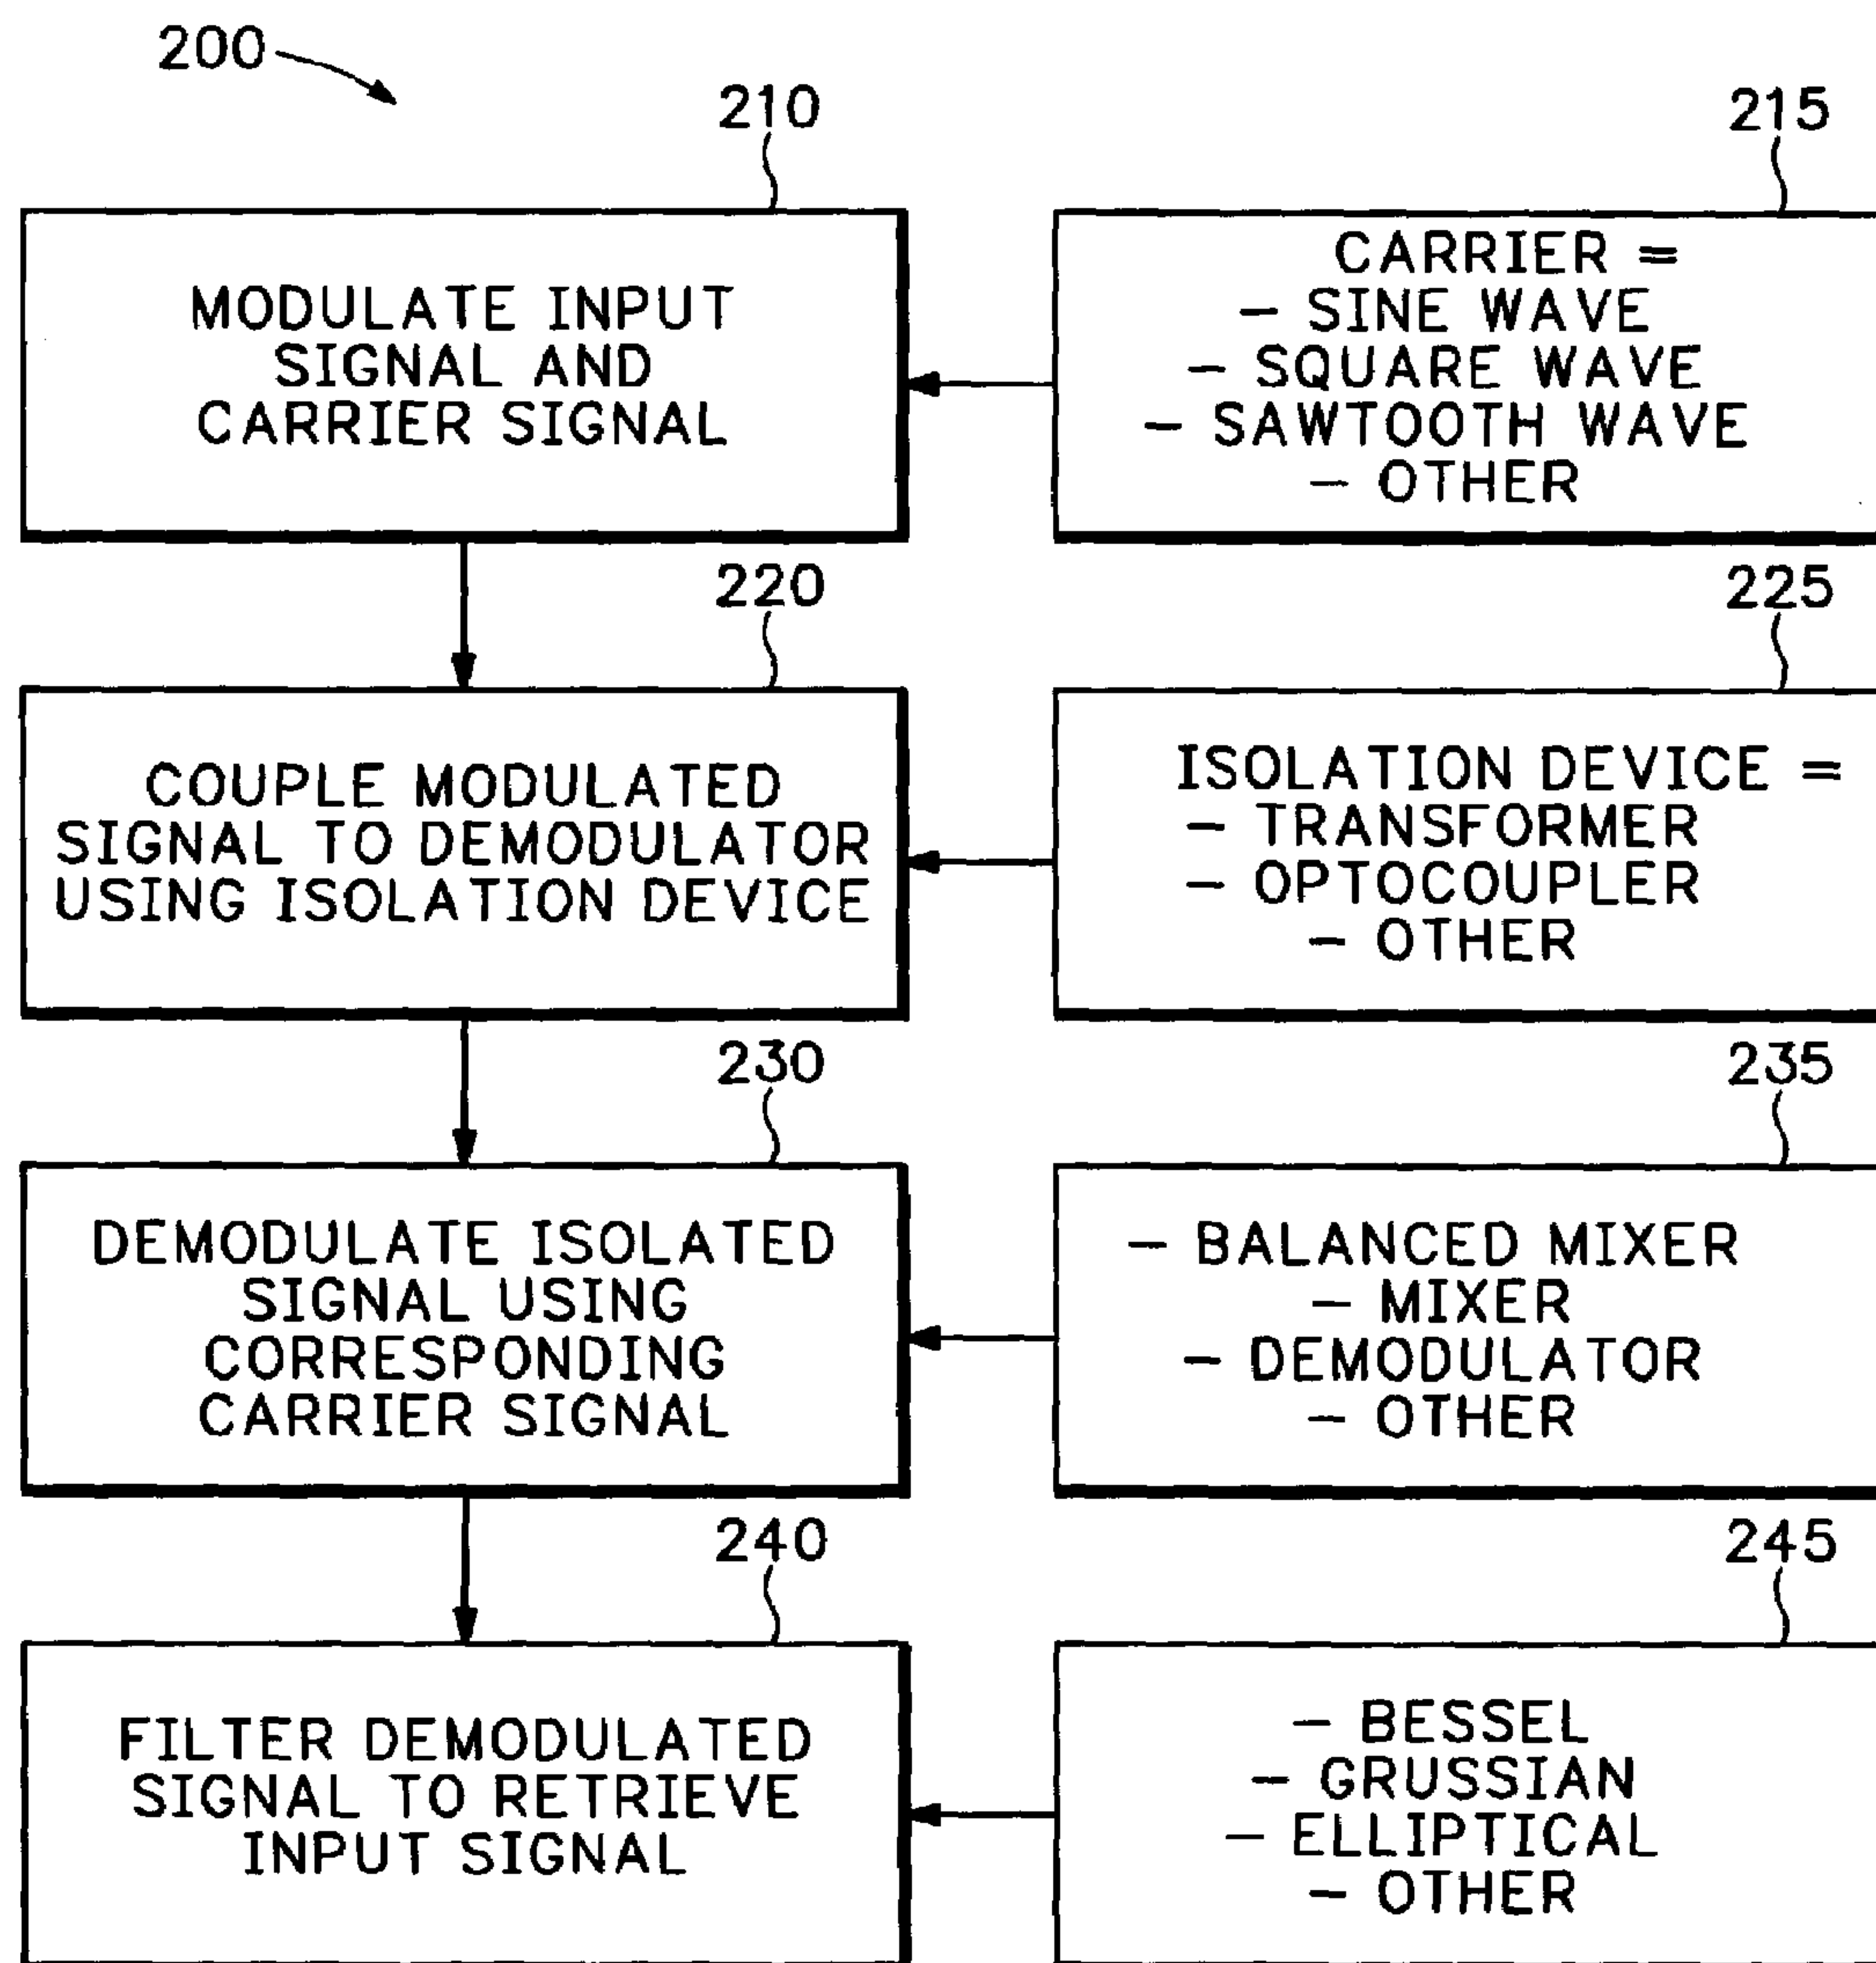 200
210
215
MODULATE INPUT
SIGNAL AND
CARRIER SIGNAL
CARRIER =
– SINE WAVE
– SQUARE WAVE
– SAWTOOTH WAVE
– OTHER
220
225
COUPLE MODULATED
SIGNAL TO DEMODULATOR
USING ISOLATION DEVICE
ISOLATION DEVICE =
– TRANSFORMER
– OPTOCOUPLER
– OTHER
230
235
DEMODULATE ISOLATED
SIGNAL USING
CORRESPONDING
CARRIER SIGNAL
– BALANCED MIXER
– MIXER
– DEMODULATOR
– OTHER
240
245
FILTER DEMODULATED
SIGNAL TO RETRIEVE
INPUT SIGNAL
– BESSEL
– GRUSSIAN
– ELLIPTICAL
– OTHER